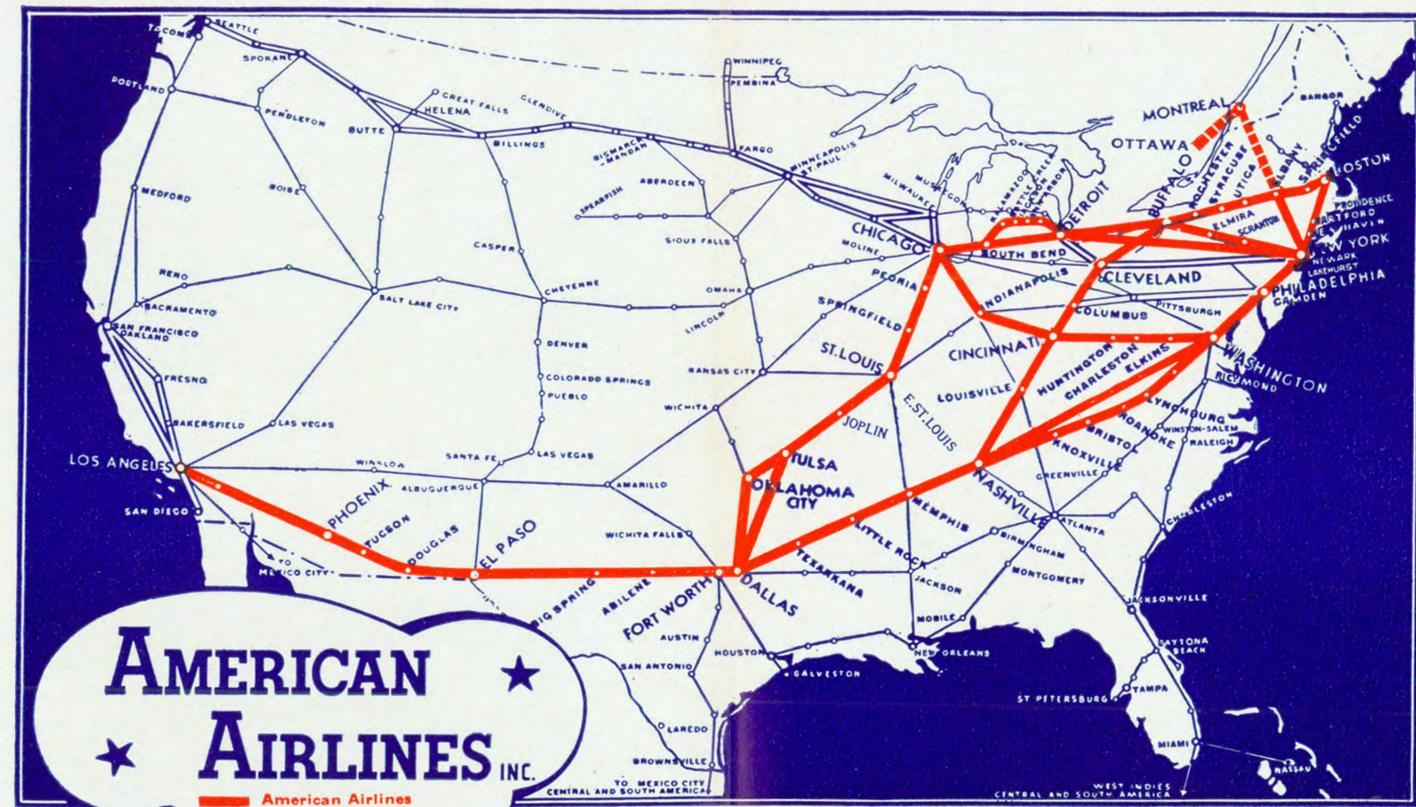 SEATTLE
TACOMA
SPOKANE
PORTLAND
PENDLETON
GREAT FALLS
HELENA
BUTTE
BILLINGS
GLENDIVE
BISMARCK
-MANDAN
WINNIPEG
PEMBINA
FARGO
MINNEAPOLIS
ST. PAUL
MILWAUKEE
MUSKEGON
KALAMAZOO
BATTLE CREEK
JACKSON
ANN ARBOR
DETROIT
MONTREAL
OTTAWA
BUFFALO
ROCHESTER
SYRACUSE
UTICA
ALBANY
SPRINGFIELD
BANGOR
BOSTON
PROVIDENCE
HARTFORD
NEW HAVEN
NEW YORK
NEWARK
LAKEHURST
PHILADELPHIA
CAMDEN
ELMIRA
SCRANTON
MEDFORD
BOISE
SPEARFISH
ABERDEEN
SIOUX FALLS
CASPER
CHICAGO
SOUTH BEND
MOLINE
PEORIA
CLEVELAND
PITTSBURGH
RENO
SACRAMENTO
SALT LAKE CITY
CHEYENNE
OMAHA
LINCOLN
SPRINGFIELD
INDIANAPOLIS
COLUMBUS
SAN FRANCISCO
OAKLAND
DENVER
COLORADO SPRINGS
PUEBLO
KANSAS CITY
ST. LOUIS
E. ST. LOUIS
CINCINNATI
LOUISVILLE
HUNTINGTON
CHARLESTON
ELKINS
WASHINGTON
RICHMOND
FRESNO
BAKERSFIELD
LAS VEGAS
WICHITA
JOPLIN
LYNCHBURG
ROANOKE
BRISTOL
KNOXVILLE
WINSTON-SALEM
RALEIGH
GREENVILLE
LOS ANGELES
WINSLOW
SANTA FE
LAS VEGAS
ALBUQUERQUE
AMARILLO
TULSA
OKLAHOMA
CITY
NASHVILLE
MEMPHIS
SAN DIEGO
PHOENIX
TUCSON
DOUGLAS
EL PASO
WICHITA FALLS
LITTLE ROCK
TEXARKANA
ATLANTA
CHARLESTON
BIRMINGHAM
TO
MEXICO CITY
BIG SPRING
ABILENE
FORT WORTH
DALLAS
JACKSON
MONTGOMERY
JACKSONVILLE
MOBILE
NEW ORLEANS
AUSTIN
HOUSTON
SAN ANTONIO
GALVESTON
DAYTONA
BEACH
ST PETERSBURG
TAMPA
LAREDO
BROWNSVILLE
MIAMI
NASSAU
TO MEXICO CITY
CENTRAL AND SOUTH AMERICA
WEST INDIES
CENTRAL AND SOUTH AMERICA
AMERICAN
AIRLINES INC.
American Airlines